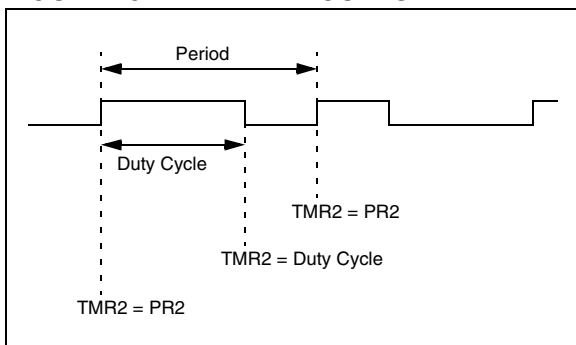 Period
Duty Cycle
TMR2 = PR2
TMR2 = Duty Cycle
TMR2 = PR2